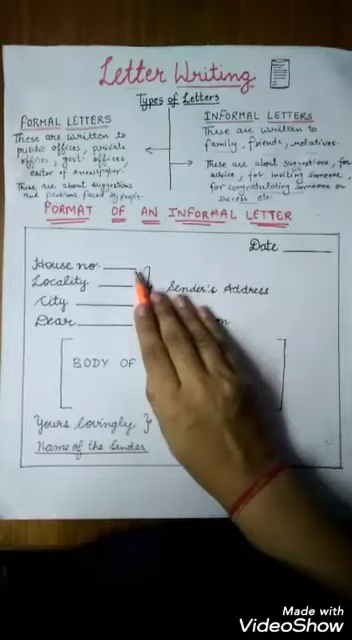 Letter Writing
Types of Letters
FORMAL LETTERS
These are written to
public offices, private
offices, govt. offices,
editor of newspaper.
These are about suggestions
and problems faced by people.
INFORMAL LETTERS
These are written to
family, friends, relatives.
These are about suggestions, for
advice, for inviting someone,
for congratulating someone on
success etc.
FORMAT OF AN INFORMAL LETTER
Date
House no.
Locality
City
Sender's Address
Dear
BODY OF
Yours lovingly
Name of the Sender
Made with
VideoShow